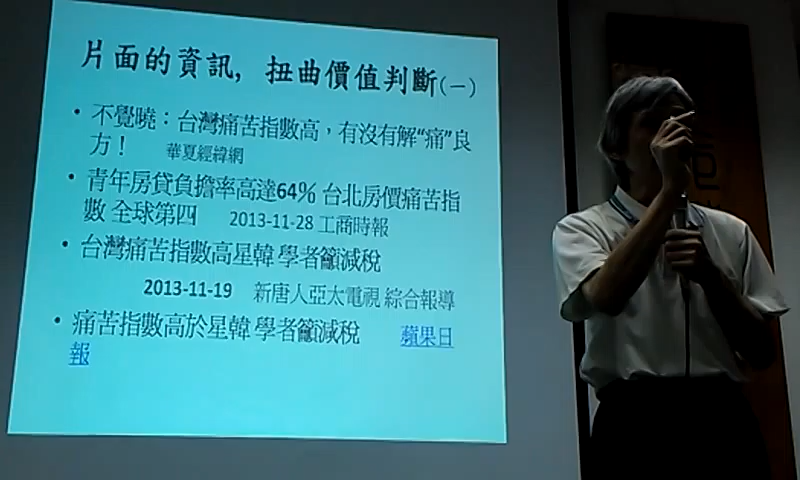 片面的資訊，扭曲價值判斷(一)
• 不覺曉：台灣痛苦指數高，有沒有解“痛”良
方！ 華夏經緯網
• 青年房貸負擔率高達64% 台北房價痛苦指
數 全球第四 2013-11-28 工商時報
• 台灣痛苦指數高星韓 學者籲減稅
2013-11-19 新唐人亞太電視 綜合報導
• 痛苦指數高於星韓 學者籲減稅 蘋果日
報